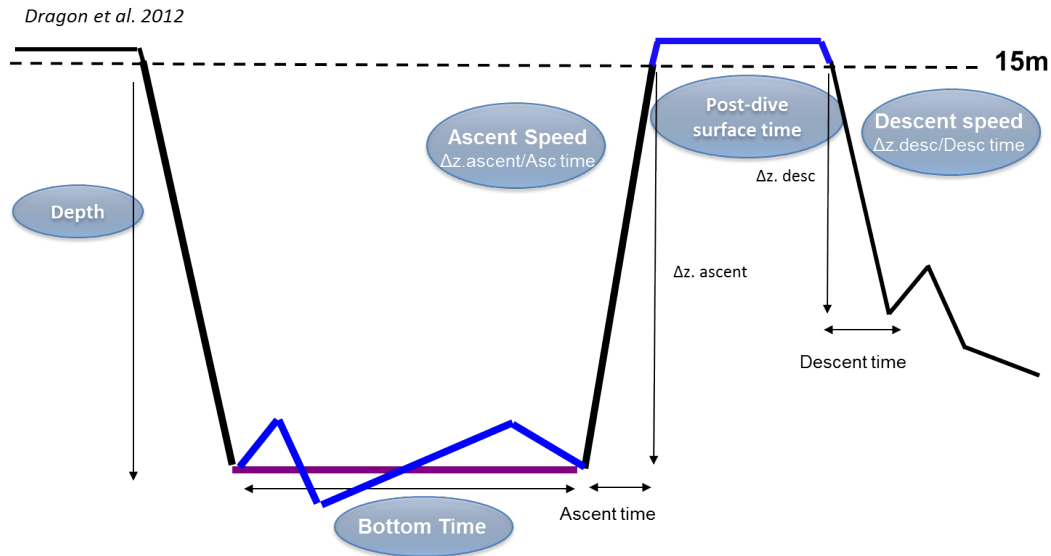 Dragon et al. 2012
15m
Post-dive
surface time
Ascent Speed
Δz.ascent/Asc time
Descent speed
Δz.desc/Desc time
Δz. desc
Depth
Δz. ascent
Descent time
Ascent time
Bottom Time